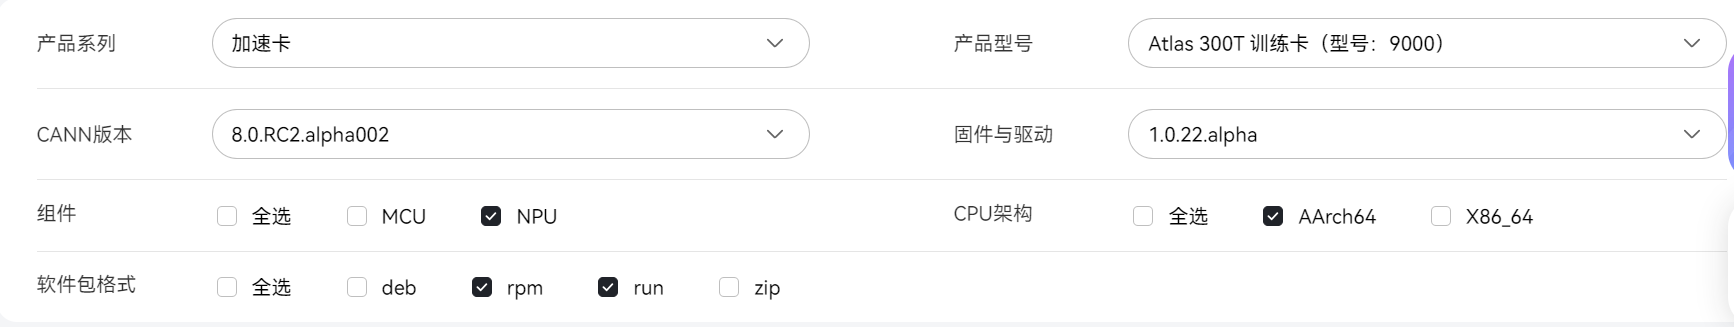 产品系列 加速卡 产品型号 Atlas 300T 训练卡（型号：9000）
CANN版本 8.0.RC2.alpha002 固件与驱动 1.0.22.alpha
组件 全选 MCU NPU CPU架构 全选 AArch64 X86_64
软件包格式 全选 deb rpm run zip